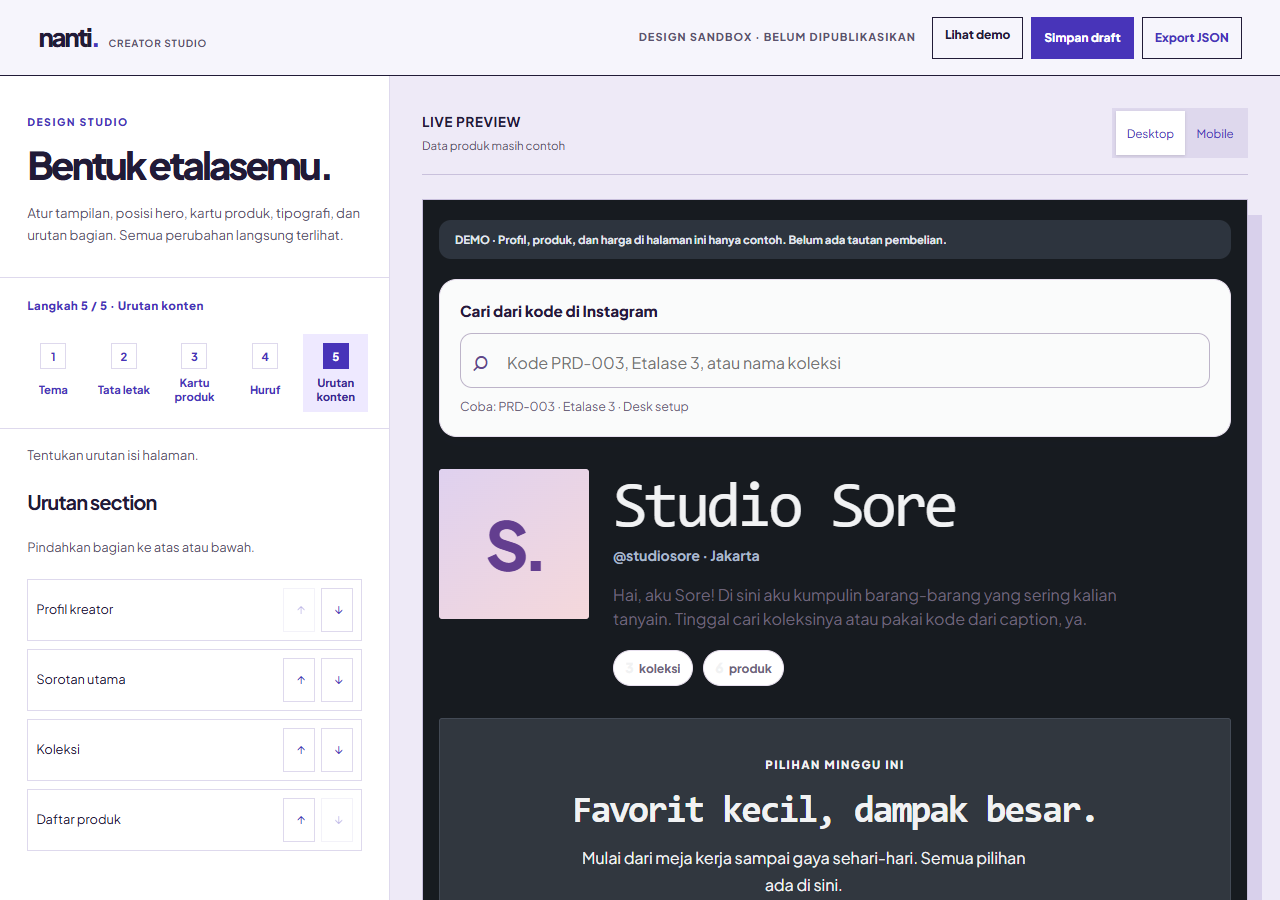 nanti. CREATOR STUDIO
DESIGN SANDBOX · BELUM DIPUBLIKASIKAN
Lihat demo
Simpan draft
Export JSON
DESIGN STUDIO
Bentuk etalasemu.
Atur tampilan, posisi hero, kartu produk, tipografi, dan
urutan bagian. Semua perubahan langsung terlihat.
Langkah 5 / 5 · Urutan konten
1 Tema
2 Tata letak
3 Kartu produk
4 Huruf
5 Urutan konten
Tentukan urutan isi halaman.
Urutan section
Pindahkan bagian ke atas atau bawah.
Profil kreator ↑ ↓
Sorotan utama ↑ ↓
Koleksi ↑ ↓
Daftar produk ↑ ↓
LIVE PREVIEW
Data produk masih contoh
Desktop
Mobile
DEMO · Profil, produk, dan harga di halaman ini hanya contoh. Belum ada tautan pembelian.
Cari dari kode di Instagram
Kode PRD-003, Etalase 3, atau nama koleksi
Coba: PRD-003 · Etalase 3 · Desk setup
S.
Studio Sore
@studiosore · Jakarta
Hai, aku Sore! Di sini aku kumpulin barang-barang yang sering kalian
tanyain. Tinggal cari koleksinya atau pakai kode dari caption, ya.
3 koleksi
6 produk
PILIHAN MINGGU INI
Favorit kecil, dampak besar.
Mulai dari meja kerja sampai gaya sehari-hari. Semua pilihan
ada di sini.